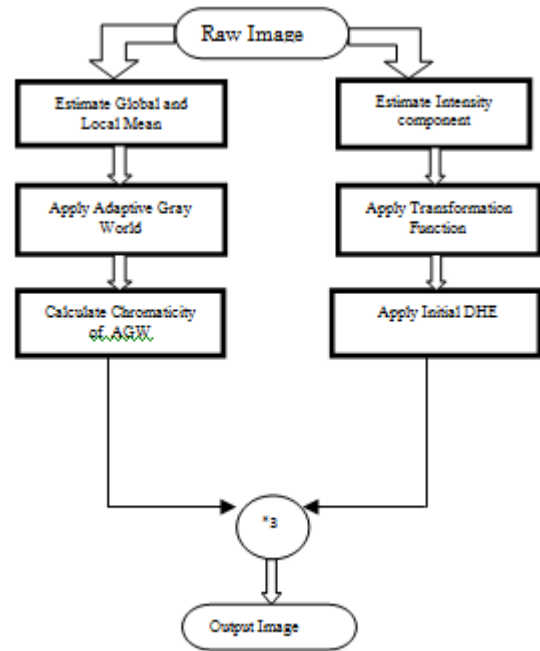 Raw Image
Estimate Global and
Local Mean
Apply Adaptive Gray
World
Calculate Chromaticity
of AGW
Estimate Intensity
component
Apply Transformation
Function
Apply Initial DHE
*3
Output Image